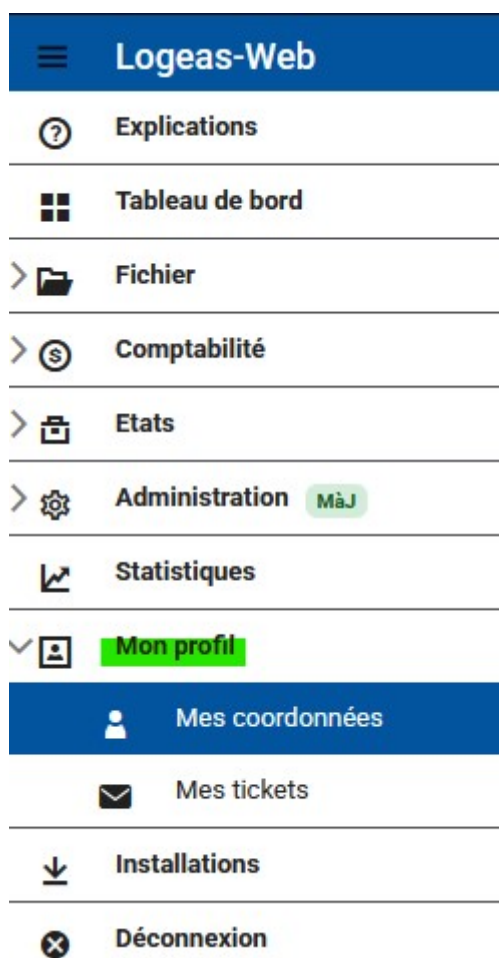 Logeas-Web
Explications
Tableau de bord
Fichier
Comptabilité
Etats
Administration MàJ
Statistiques
Mon profil
Mes coordonnées
Mes tickets
Installations
Déconnexion